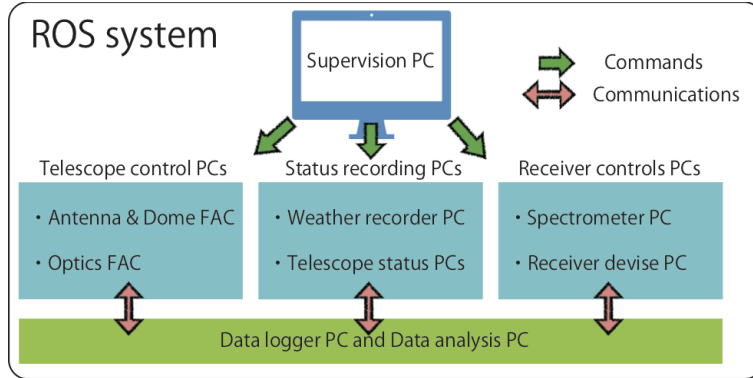 ROS system
Supervision PC
Commands
Communications
Telescope control PCs
・Antenna & Dome FAC
・Optics FAC
Status recording PCs
・Weather recorder PC
・Telescope status PCs
Receiver controls PCs
・Spectrometer PC
・Receiver devise PC
Data logger PC and Data analysis PC